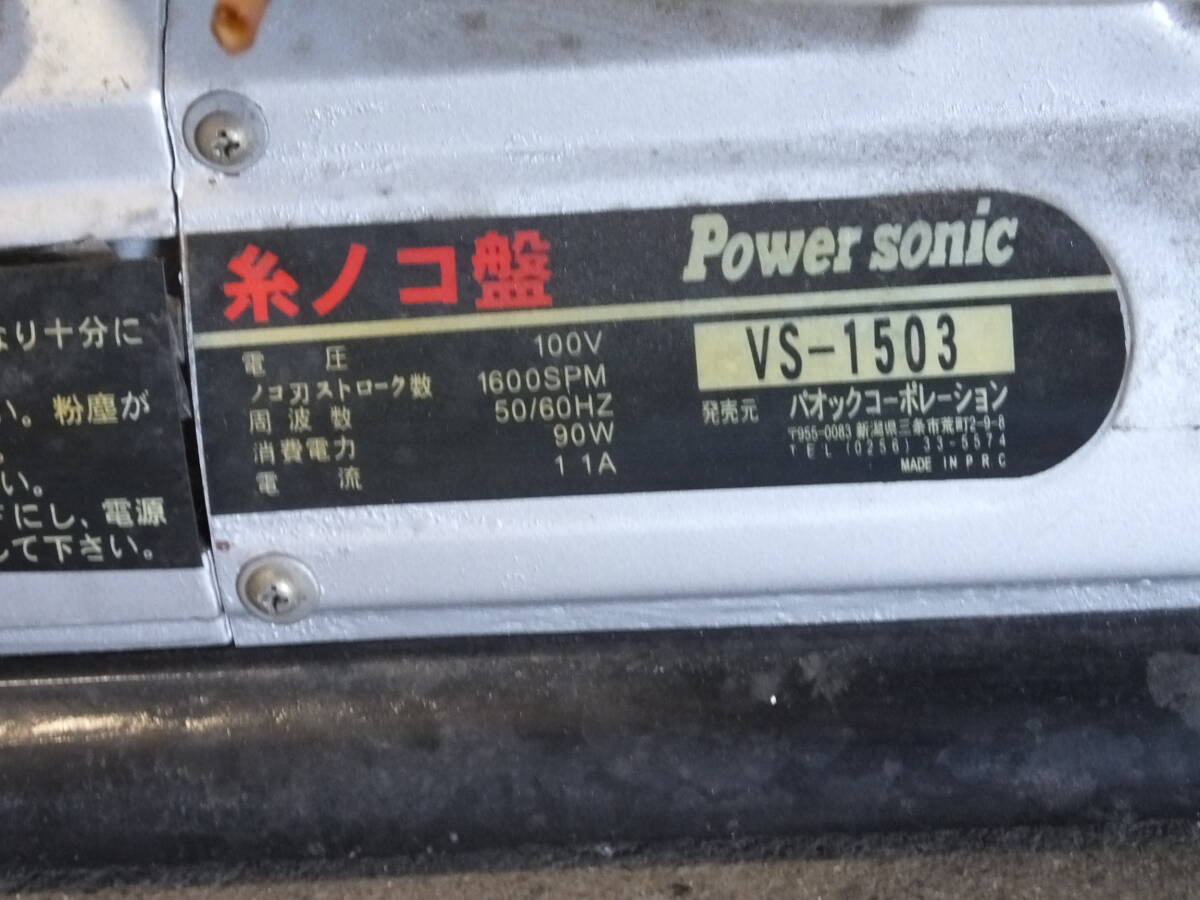 なり十分に
い。粉塵が
。
い。
にし、電源
して下さい。
糸ノコ盤
Power sonic
電圧 100V
ノコ刃ストローク数 1600SPM
周波数 50/60HZ
消費電力 90W
電流 1 1A
VS-1503
発売元 パオックコーポレーション
〒955-0083 新潟県三条市荒町2-9-8
TEL (0256) 33-5574
MADE IN PRC